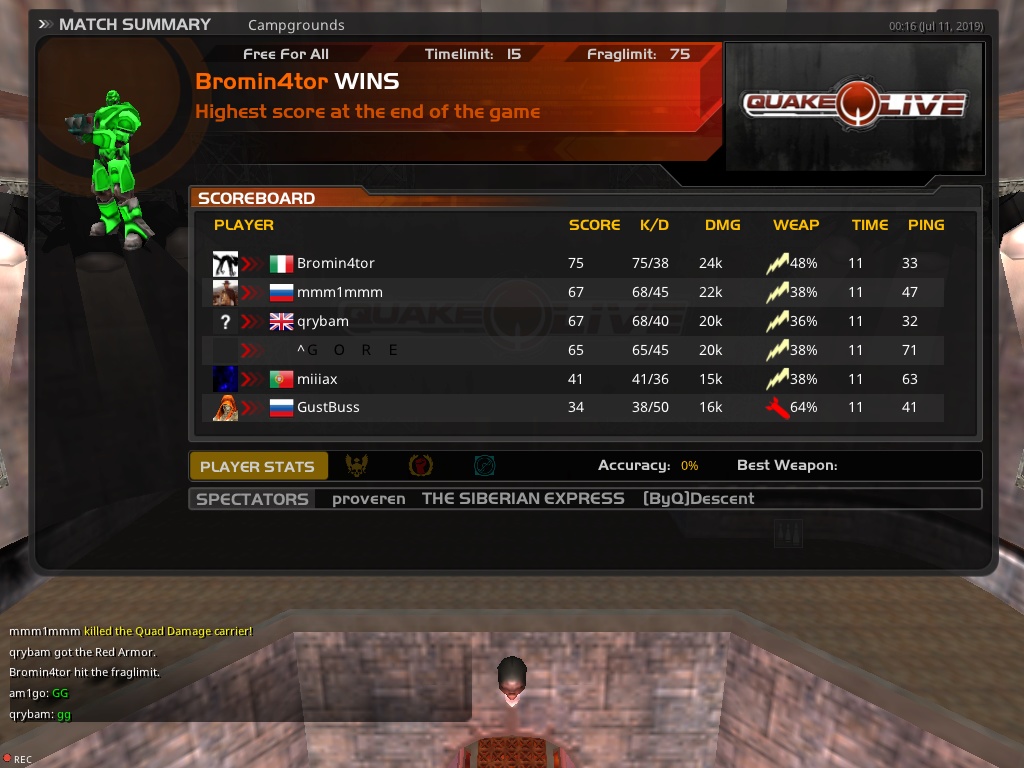 MATCH SUMMARY Campgrounds 00:16 (Jul 11, 2019)
Free For All Timelimit: 15 Fraglimit: 75
Bromin4tor WINS
Highest score at the end of the game
QUAKE LIVE
SCOREBOARD
PLAYER SCORE K/D DMG WEAP TIME PING
Bromin4tor 75 75/38 24k 48% 11 33
mmm1mmm 67 68/45 22k 38% 11 47
? qrybam 67 68/40 20k 36% 11 32
^G O R E 65 65/45 20k 38% 11 71
miiiax 41 41/36 15k 38% 11 63
GustBuss 34 38/50 16k 64% 11 41
QUAKE LIVE
PLAYER STATS Accuracy: 0% Best Weapon:
SPECTATORS proveren THE SIBERIAN EXPRESS [ByQ]Descent
mmm1mmm killed the Quad Damage carrier!
qrybam got the Red Armor.
Bromin4tor hit the fraglimit.
am1go: GG
qrybam: gg
REC